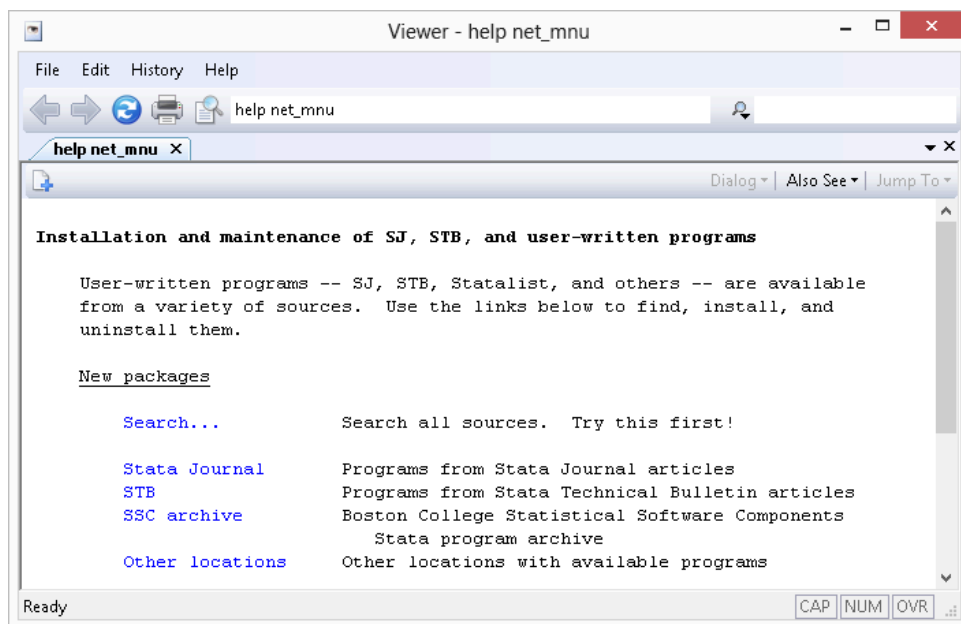 Viewer - help net_mnu
File Edit History Help
help net_mnu
help net_mnu
Dialog Also See Jump To
Installation and maintenance of SJ, STB, and user-written programs
User-written programs -- SJ, STB, Statalist, and others -- are available
from a variety of sources. Use the links below to find, install, and
uninstall them.
New packages
Search... Search all sources. Try this first!
Stata Journal Programs from Stata Journal articles
STB Programs from Stata Technical Bulletin articles
SSC archive Boston College Statistical Software Components
Stata program archive
Other locations Other locations with available programs
Ready CAP NUM OVR